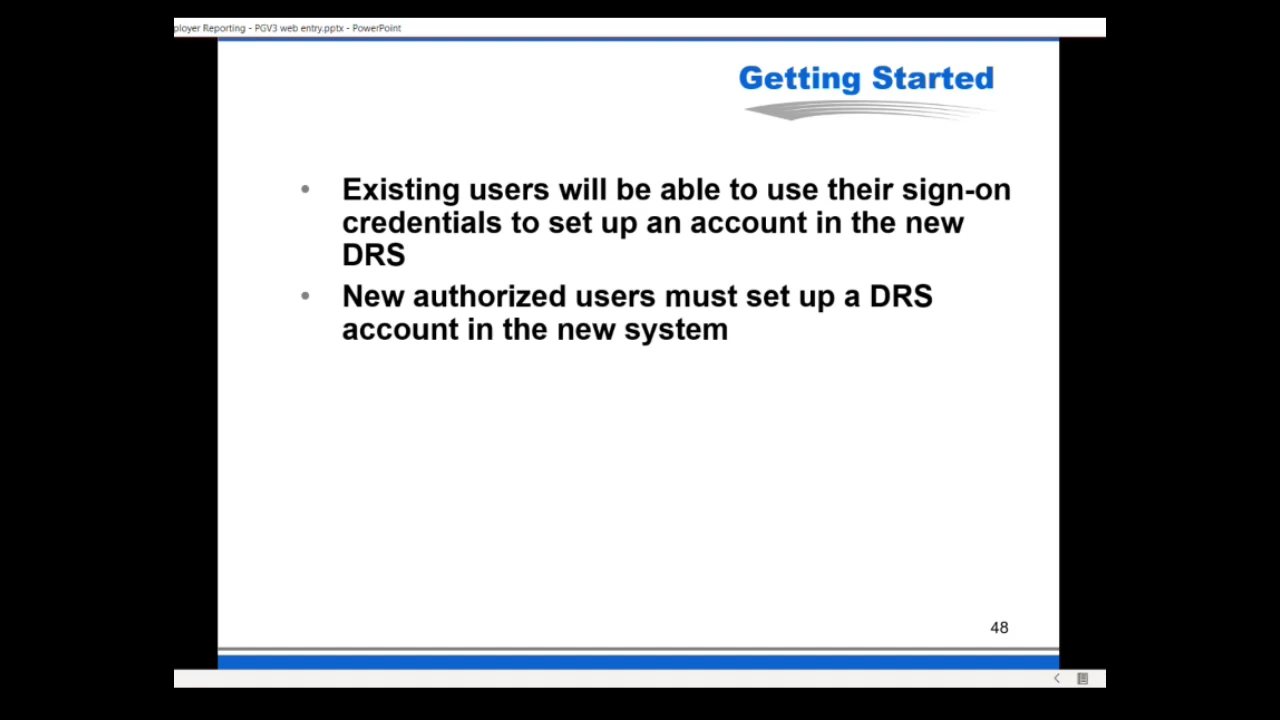 ployer Reporting - PGV3 web entry.pptx - PowerPoint
Getting Started
• Existing users will be able to use their sign-on
credentials to set up an account in the new
DRS
• New authorized users must set up a DRS
account in the new system
48